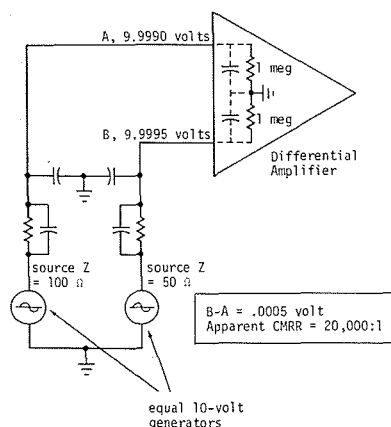 A, 9.9990 volts
1 meg
1 meg
B, 9.9995 volts
Differential
Amplifier
source Z
= 100 Ω
source Z
= 50 Ω
B-A = .0005 volt
Apparent CMRR = 20,000:1
equal 10-volt
generators